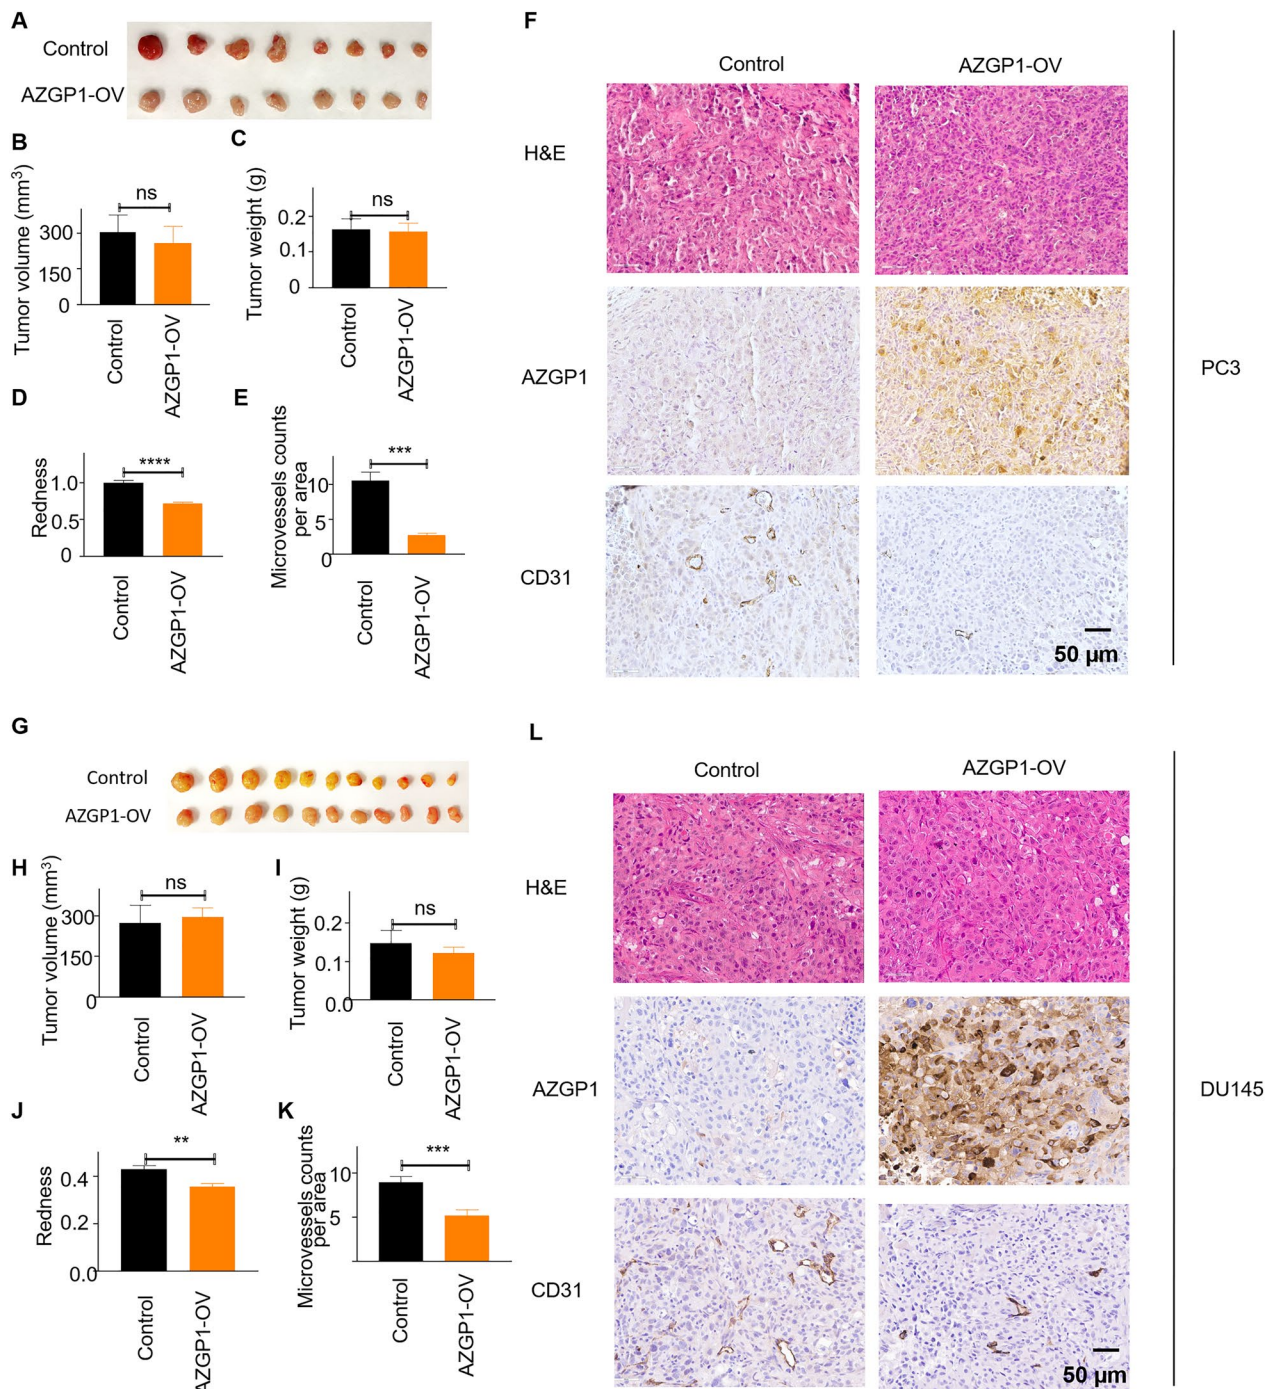 A
Control
AZGP1-OV
B
Tumor volume (mm3)
300
150
0
ns
Control
AZGP1-OV
C
Tumor weight (g)
0.2
0.1
0
ns
Control
AZGP1-OV
D
Redness
1.0
0.5
0
****
Control
AZGP1-OV
E
Microvessels counts
per area
10
5
0
***
Control
AZGP1-OV
F
Control
AZGP1-OV
H&E
AZGP1
CD31
50 µm
PC3
G
Control
AZGP1-OV
H
Tumor volume (mm3)
300
150
0
ns
Control
AZGP1-OV
I
Tumor weight (g)
0.2
0.1
0.0
ns
Control
AZGP1-OV
J
Redness
0.4
0.2
0.0
**
Control
AZGP1-OV
K
Microvessels counts
per area
10
5
***
Control
AZGP1-OV
L
Control
AZGP1-OV
H&E
AZGP1
CD31
50 µm
DU145